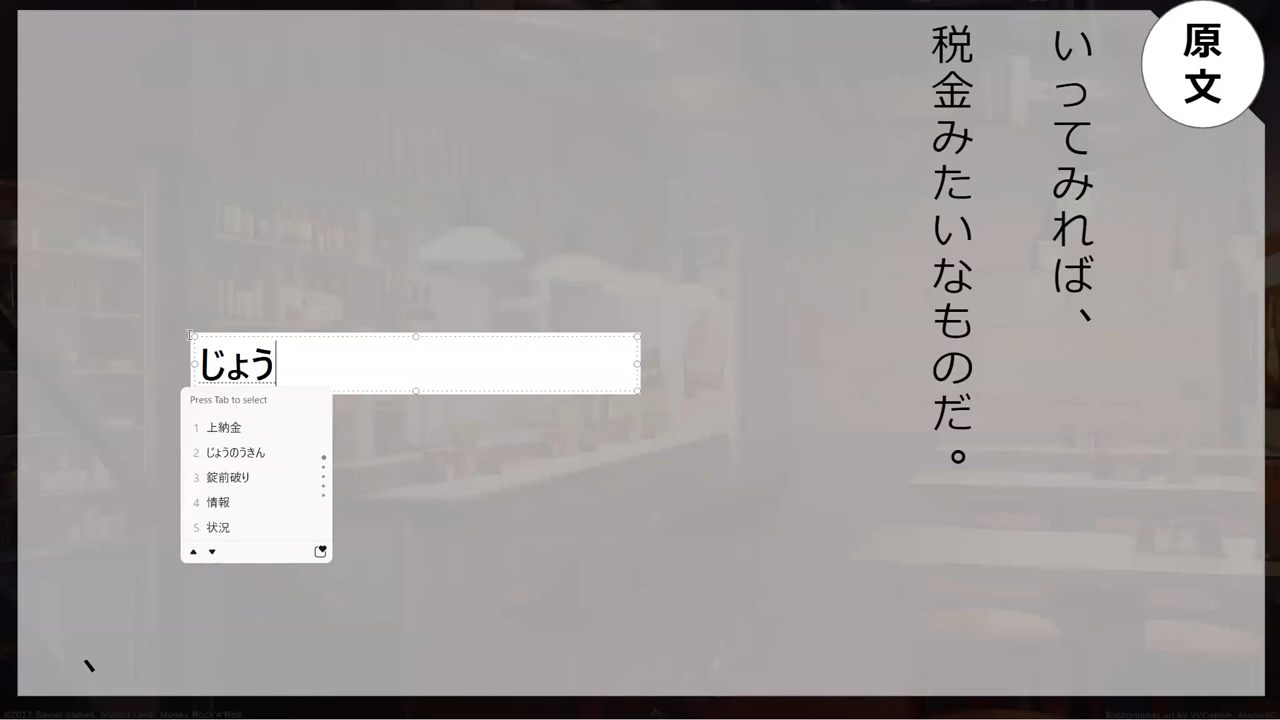 原文
いってみれば、
税金みたいなものだ。
じょう
Press Tab to select
1 上納金
2 じょうのうきん
3 錠前破り
4 情報
5 状況
、